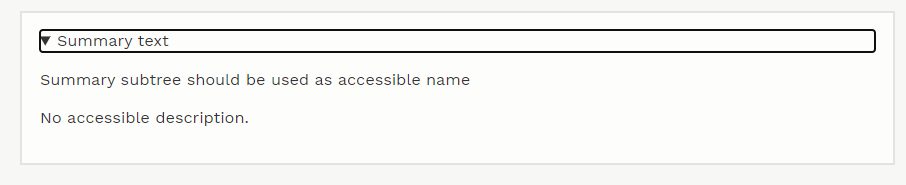 Summary text
Summary subtree should be used as accessible name
No accessible description.